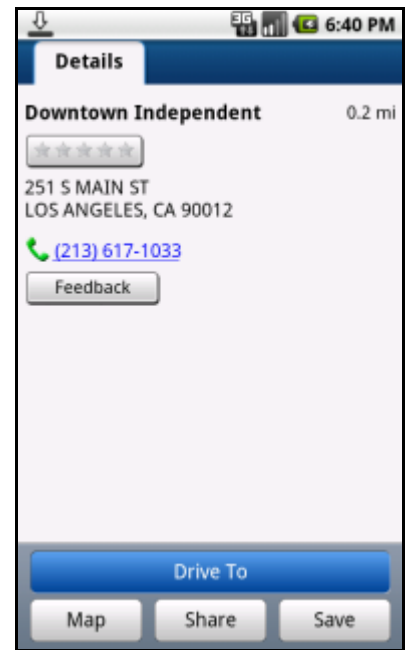 3G 6:40 PM
Details
Downtown Independent 0.2 mi
251 S MAIN ST
LOS ANGELES, CA 90012
(213) 617-1033
Feedback
Drive To
Map Share Save